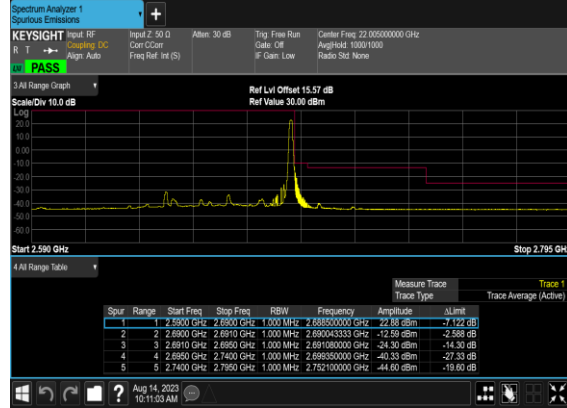 Spectrum Analyzer 1
Spurious Emissions
+
KEYSIGHT Input: RF Input Z: 50 Ω Atten: 30 dB Trig: Free Run Center Freq: 22.005000000 GHz
R T Coupling: DC Corr CCorr Gate: Off Avg|Hold: 1000/1000
Align: Auto Freq Ref: Int (S) IF Gain: Low Radio Std: None
LW PASS
3 All Range Graph
Ref Lvl Offset 15.57 dB
Scale/Div 10.0 dB Ref Value 30.00 dBm
Log
20.0
10.0
0.00
-10.0
-20.0
-30.0
-40.0
-50.0
-60.0
Start 2.590 GHz Stop 2.795 GHz
4 All Range Table
Measure Trace Trace 1
Trace Type Trace Average (Active)
Spur Range Start Freq Stop Freq RBW Frequency Amplitude ΔLimit
1 1 2.5900 GHz 2.6900 GHz 1.000 MHz 2.688500000 GHz 22.88 dBm -7.122 dB
2 2 2.6900 GHz 2.6910 GHz 1.000 MHz 2.690043333 GHz -12.59 dBm -2.588 dB
3 3 2.6910 GHz 2.6950 GHz 1.000 MHz 2.691080000 GHz -24.30 dBm -14.30 dB
4 4 2.6950 GHz 2.7400 GHz 1.000 MHz 2.699350000 GHz -40.33 dBm -27.33 dB
5 5 2.7400 GHz 2.7950 GHz 1.000 MHz 2.752100000 GHz -44.60 dBm -19.60 dB
? Aug 14, 2023
10:11:03 AM